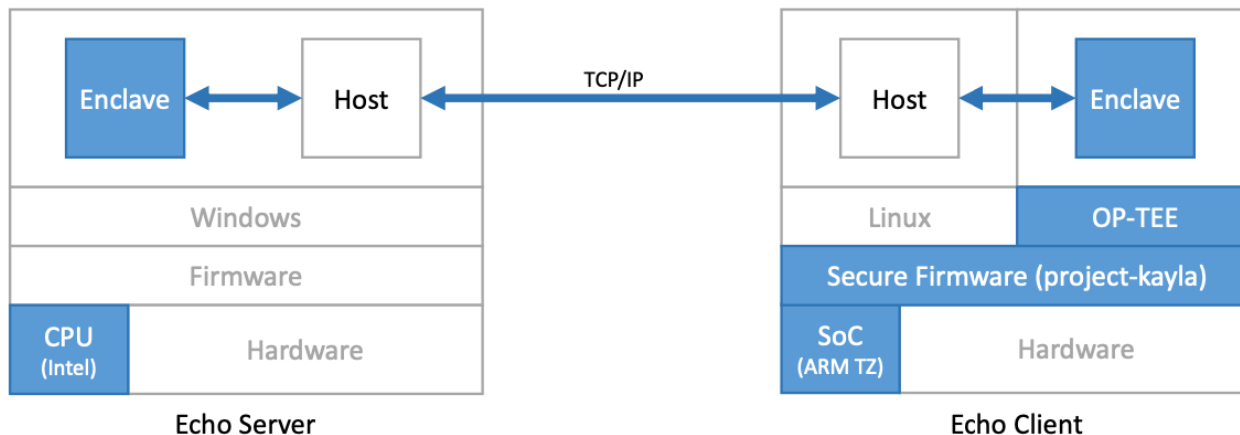 Enclave
Host
TCP/IP
Host
Enclave
Windows
Linux
OP-TEE
Firmware
Secure Firmware (project-kayla)
CPU
(Intel)
Hardware
SoC
(ARM TZ)
Hardware
Echo Server
Echo Client